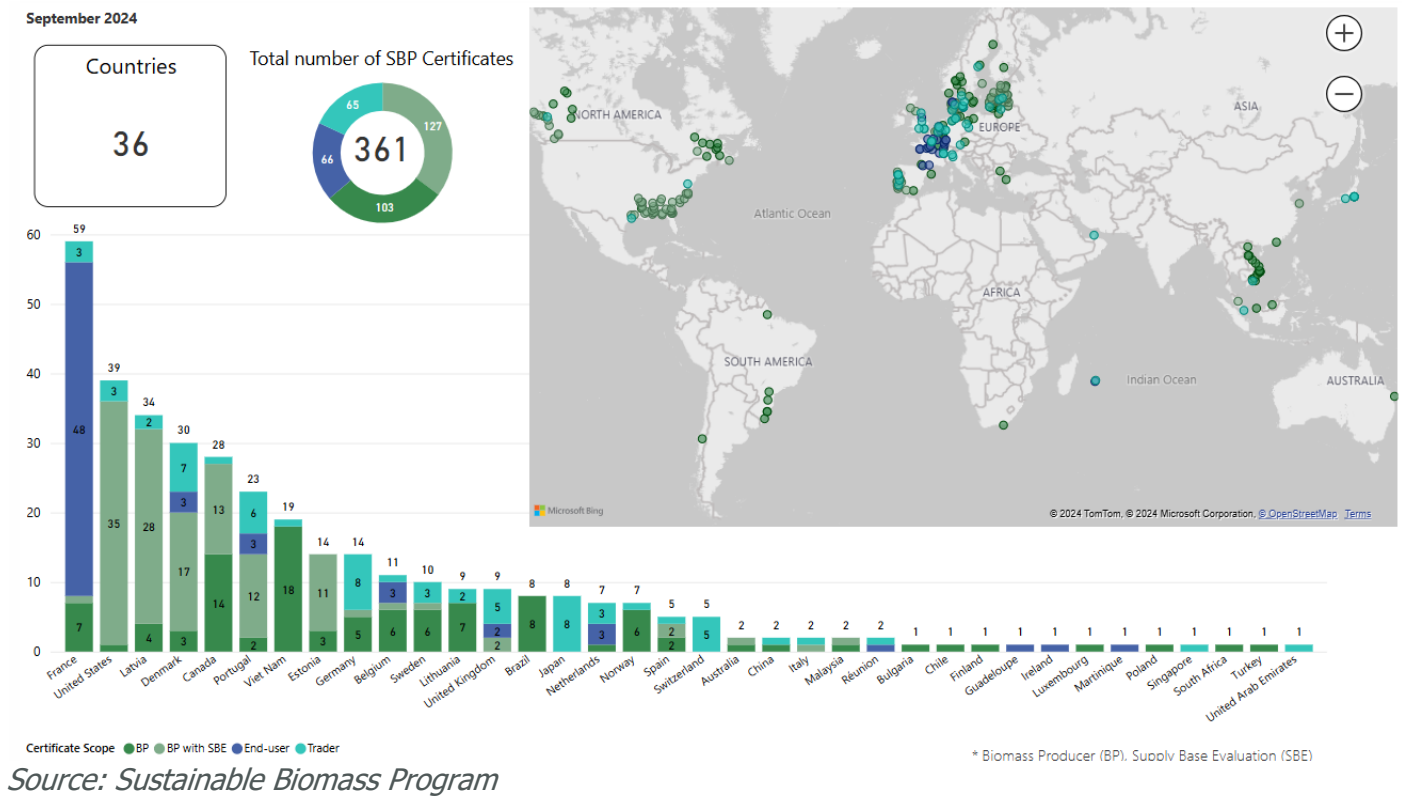 September 2024
Countries
36
Total number of SBP Certificates
361
65
127
66
103
NORTH AMERICA
EUROPE
ASIA
Atlantic Ocean
AFRICA
SOUTH AMERICA
Indian Ocean
AUSTRALIA
Microsoft Bing
© 2024 TomTom, © 2024 Microsoft Corporation, © OpenStreetMap Terms
60
50
40
30
20
10
0
59
3
48
7
39
3
35
34
2
28
4
30
7
3
17
3
28
13
14
23
6
3
12
2
19
18
14
11
3
14
8
5
11
3
6
10
3
6
9
2
7
9
5
2
2
8
8
8
8
7
3
3
7
6
5
2
2
5
5
2
2
2
2
2
1
1
1
1
1
1
1
1
1
1
1
1
France
United States
Latvia
Denmark
Canada
Portugal
Viet Nam
Estonia
Germany
Belgium
Sweden
Lithuania
United Kingdom
Brazil
Japan
Netherlands
Norway
Spain
Switzerland
Australia
China
Italy
Malaysia
Réunion
Bulgaria
Chile
Finland
Guadeloupe
Ireland
Luxembourg
Martinique
Poland
Singapore
South Africa
Turkey
United Arab Emirates
Certificate Scope BP BP with SBE End-user Trader
* Biomass Producer (BP), Supply Base Evaluation (SBE)
Source: Sustainable Biomass Program